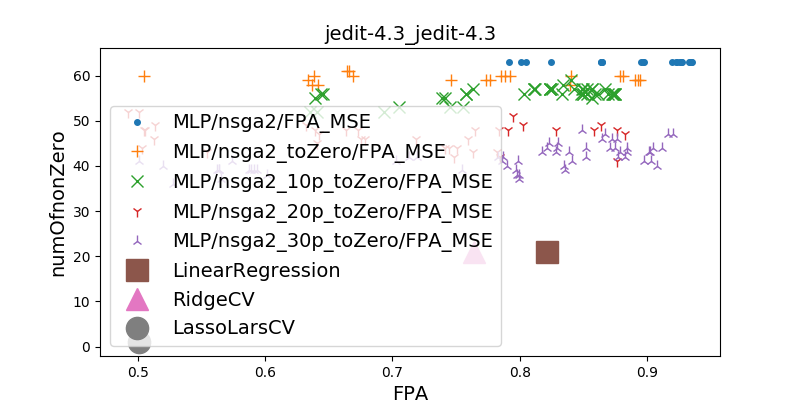 jedit-4.3_jedit-4.3
numOfnonZero
60
50
40
30
20
10
0
MLP/nsga2/FPA_MSE
MLP/nsga2_toZero/FPA_MSE
MLP/nsga2_10p_toZero/FPA_MSE
MLP/nsga2_20p_toZero/FPA_MSE
MLP/nsga2_30p_toZero/FPA_MSE
LinearRegression
RidgeCV
LassoLarsCV
0.5 0.6 0.7 0.8 0.9
FPA